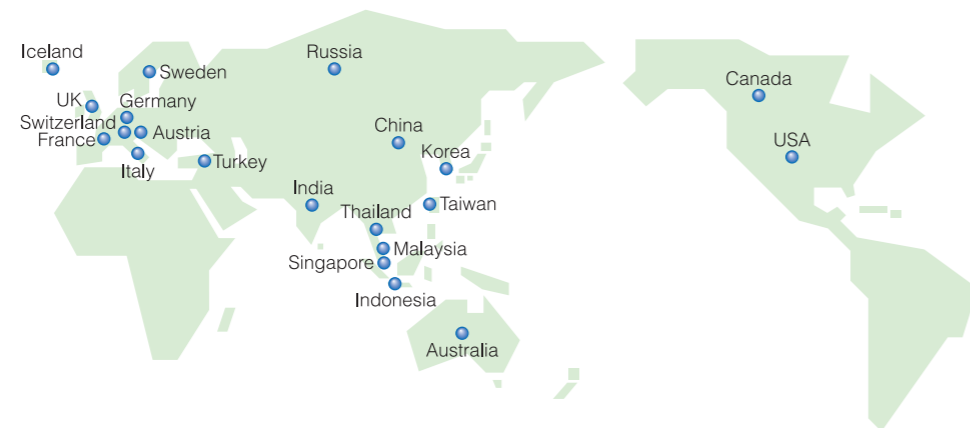 Iceland
Russia
Sweden
Canada
UK
Germany
Switzerland
China
Austria
France
USA
Korea
Italy
Turkey
India
Taiwan
Thailand
Malaysia
Singapore
Indonesia
Australia